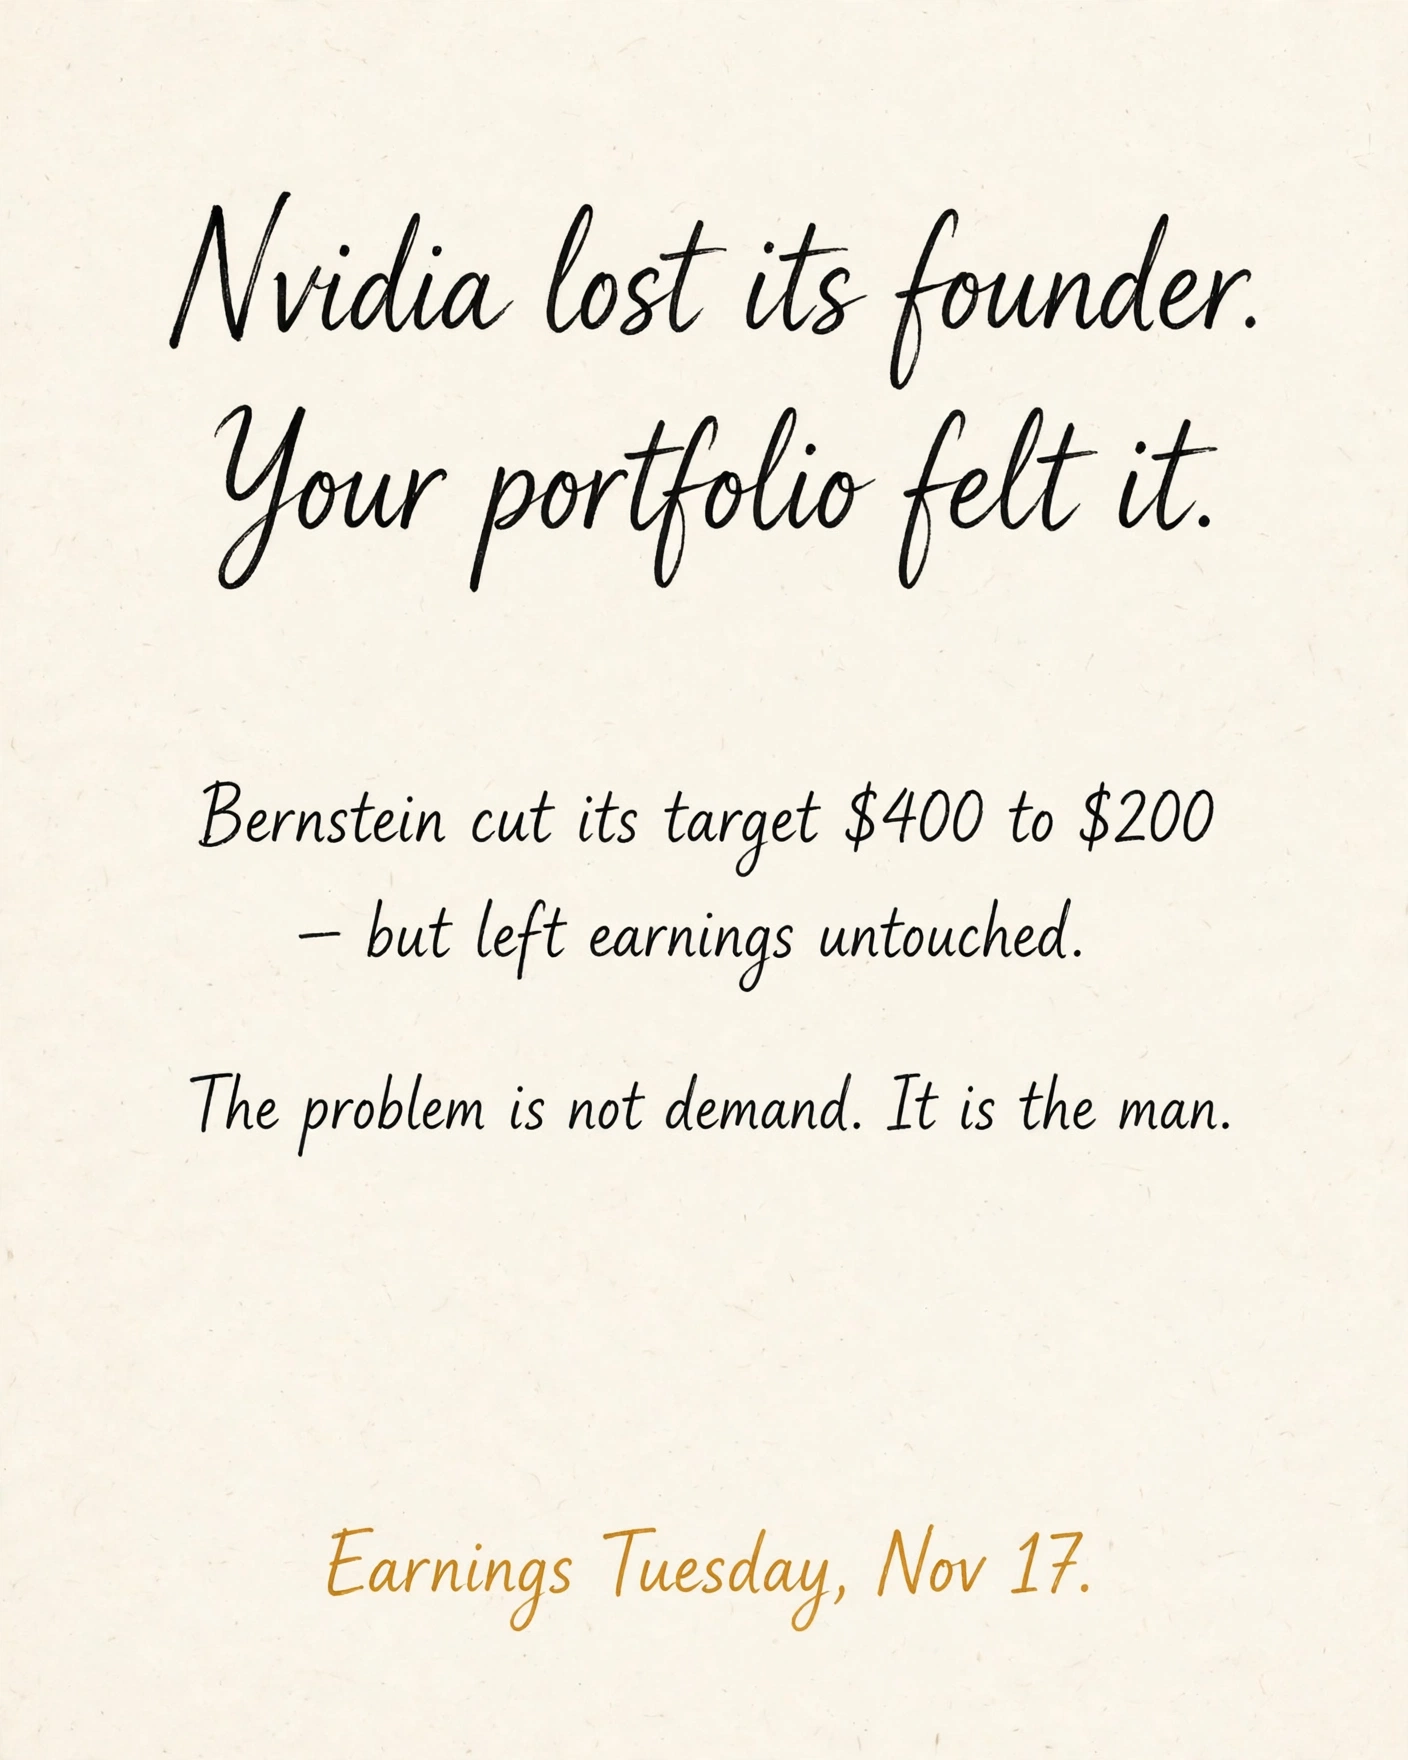 Nvidia lost its founder.
Your portfolio felt it.
Bernstein cut its target $400 to $200
— but left earnings untouched.
The problem is not demand. It is the man.
Earnings Tuesday, Nov 17.